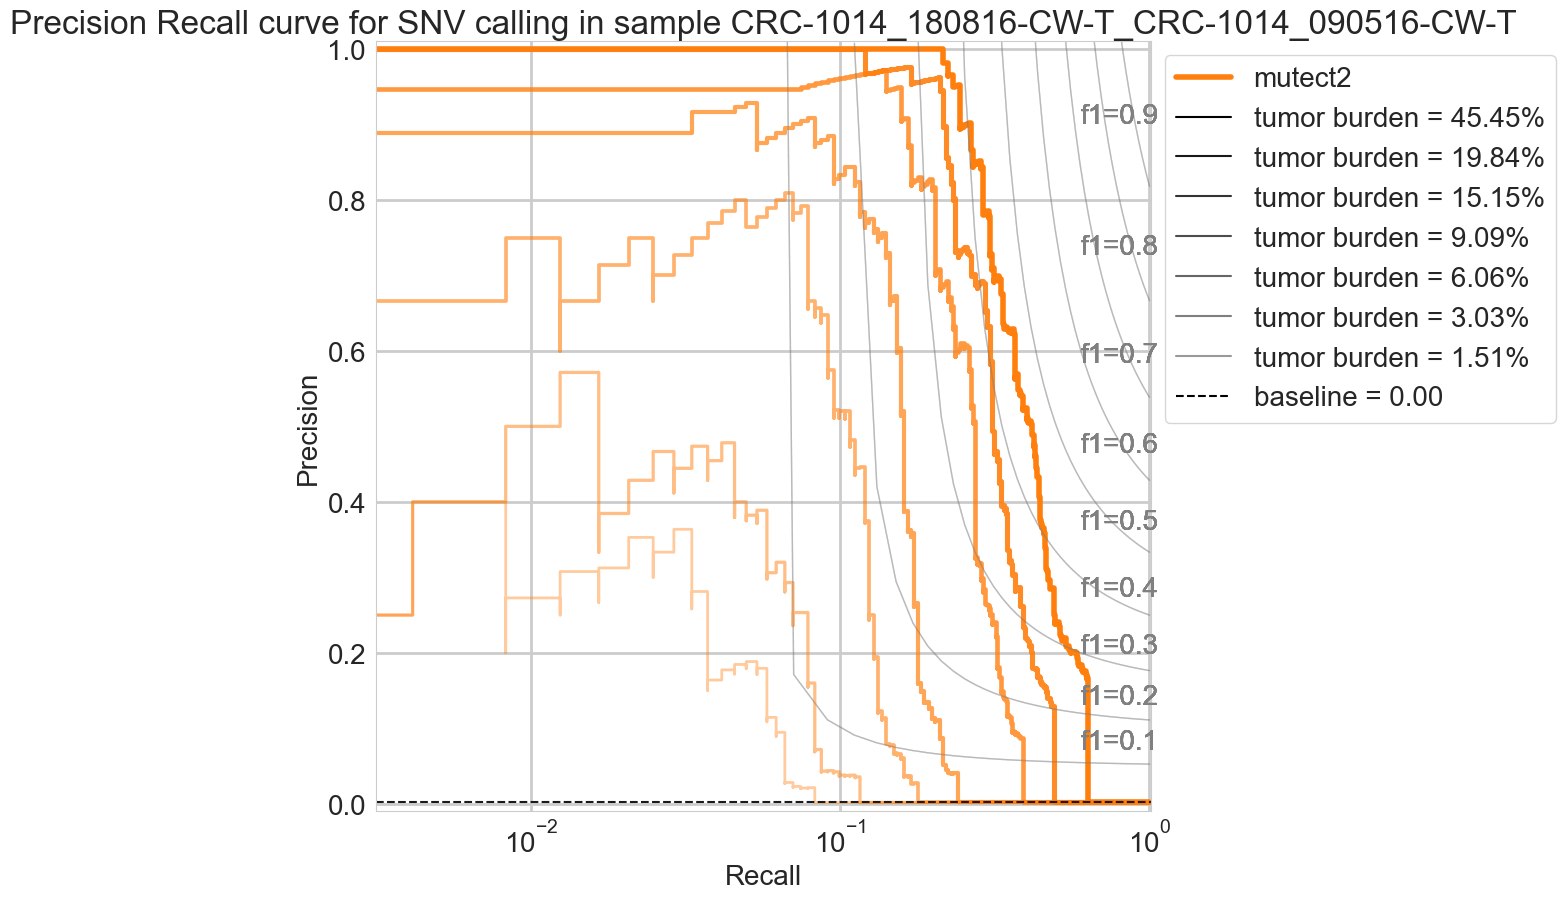 Precision Recall curve for SNV calling in sample CRC-1014_180816-CW-T_CRC-1014_090516-CW-T
1.0
0.8
0.6
0.4
0.2
0.0
Precision
10⁻²
10⁻¹
10⁰
Recall
f1=0.9
f1=0.8
f1=0.7
f1=0.6
f1=0.5
f1=0.4
f1=0.3
f1=0.2
f1=0.1
mutect2
tumor burden = 45.45%
tumor burden = 19.84%
tumor burden = 15.15%
tumor burden = 9.09%
tumor burden = 6.06%
tumor burden = 3.03%
tumor burden = 1.51%
baseline = 0.00